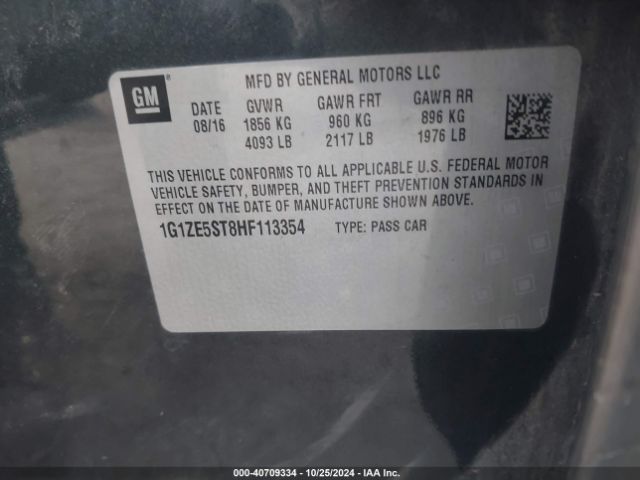 GM ®
MFD BY GENERAL MOTORS LLC
DATE GVWR GAWR FRT GAWR RR
08/16 1856 KG 960 KG 896 KG
4093 LB 2117 LB 1976 LB
THIS VEHICLE CONFORMS TO ALL APPLICABLE U.S. FEDERAL MOTOR
VEHICLE SAFETY, BUMPER, AND THEFT PREVENTION STANDARDS IN
EFFECT ON THE DATE OF MANUFACTURE SHOWN ABOVE.
1G1ZE5ST8HF113354 TYPE: PASS CAR
000-40709334 - 10/25/2024 - IAA Inc.